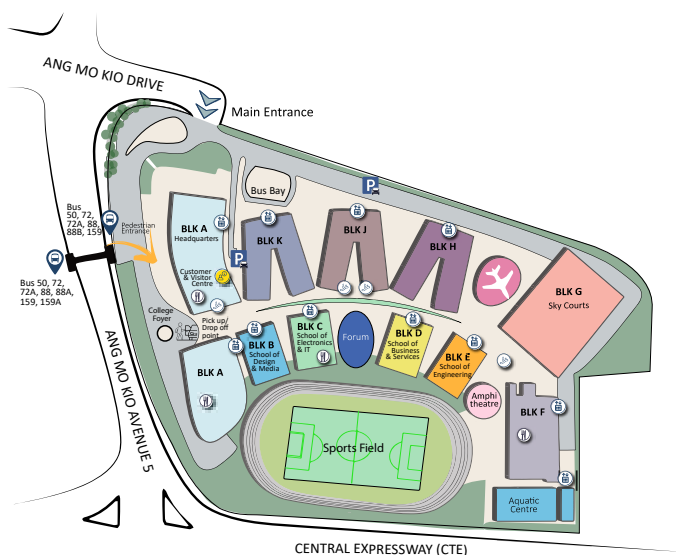 ANG MO KIO DRIVE
Main Entrance
Bus Bay
P
Bus
50, 72,
72A, 88,
88B, 159
Pedestrian
Entrance
BLK A
Headquarters
BLK K
BLK J
BLK H
P
Customer
& Visitor
Centre
Bus 50, 72,
72A, 88, 88A,
159, 159A
BLK G
Sky Courts
College
Foyer
Pick up/
Drop off
point
BLK B
School of
Design
& Media
BLK C
School of
Electronics
& IT
Forum
BLK D
School of
Business
& Services
BLK E
School of
Engineering
BLK A
Amphi
theatre
BLK F
ANG MO KIO AVENUE 5
Sports Field
Aquatic
Centre
CENTRAL EXPRESSWAY (CTE)